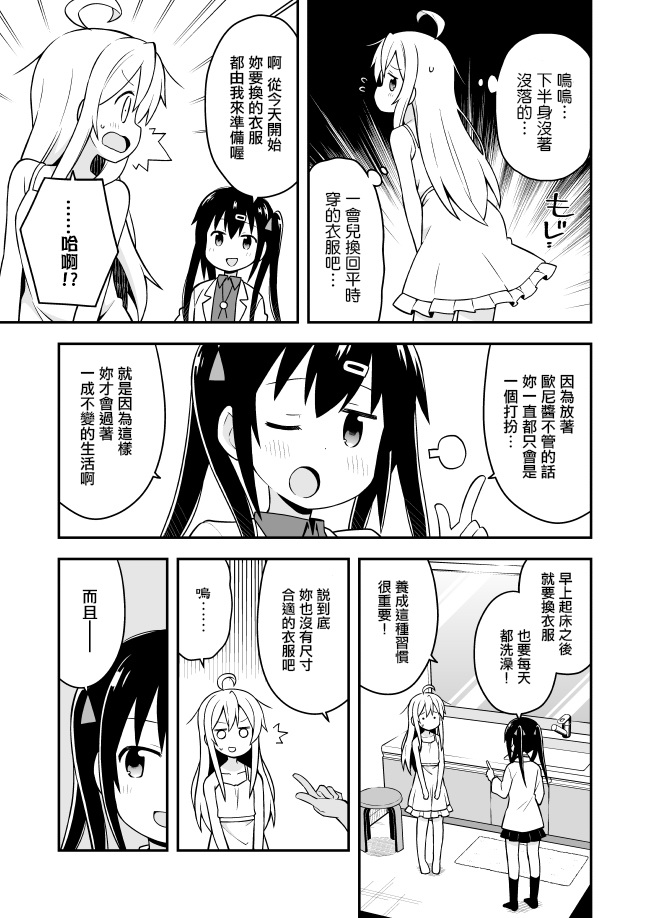 嗚嗚…
下半身沒著
沒落的…
もじ
一會兒換回平時
穿的衣服吧…
啊 從今天開始
妳要換的衣服
都由我來準備喔
……哈啊!?
因為放著
歐尼醬不管的話
妳一直都只會是
一個打扮…
就是因為這樣
妳才會過著
一成不變的生活啊
早上起床之後
就要換衣服
也要每天
都洗澡！
養成這種習慣
很重要！
說到底
妳也沒有尺寸
合適的衣服吧
嗚……
而且——